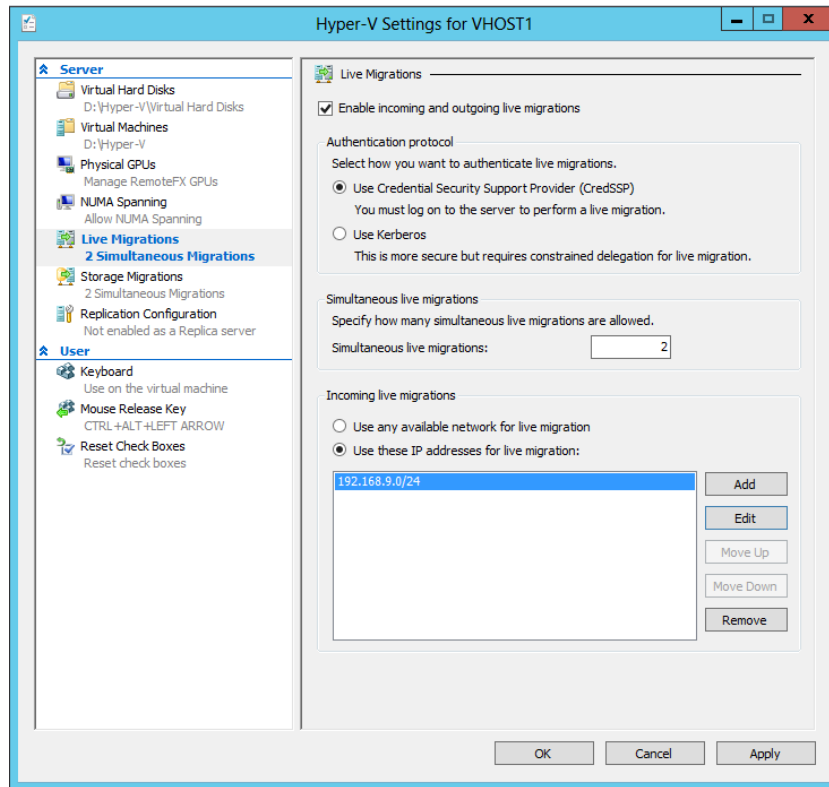 Hyper-V Settings for VHOST1
Server
Virtual Hard Disks
D:\Hyper-V\Virtual Hard Disks
Virtual Machines
D:\Hyper-V
Physical GPUs
Manage RemoteFX GPUs
NUMA Spanning
Allow NUMA Spanning
Live Migrations
2 Simultaneous Migrations
Storage Migrations
2 Simultaneous Migrations
Replication Configuration
Not enabled as a Replica server
User
Keyboard
Use on the virtual machine
Mouse Release Key
CTRL+ALT+LEFT ARROW
Reset Check Boxes
Reset check boxes
Live Migrations
Enable incoming and outgoing live migrations
Authentication protocol
Select how you want to authenticate live migrations.
Use Credential Security Support Provider (CredSSP)
You must log on to the server to perform a live migration.
Use Kerberos
This is more secure but requires constrained delegation for live migration.
Simultaneous live migrations
Specify how many simultaneous live migrations are allowed.
Simultaneous live migrations: 2
Incoming live migrations
Use any available network for live migration
Use these IP addresses for live migration:
192.168.9.0/24
Add
Edit
Move Up
Move Down
Remove
OK Cancel Apply